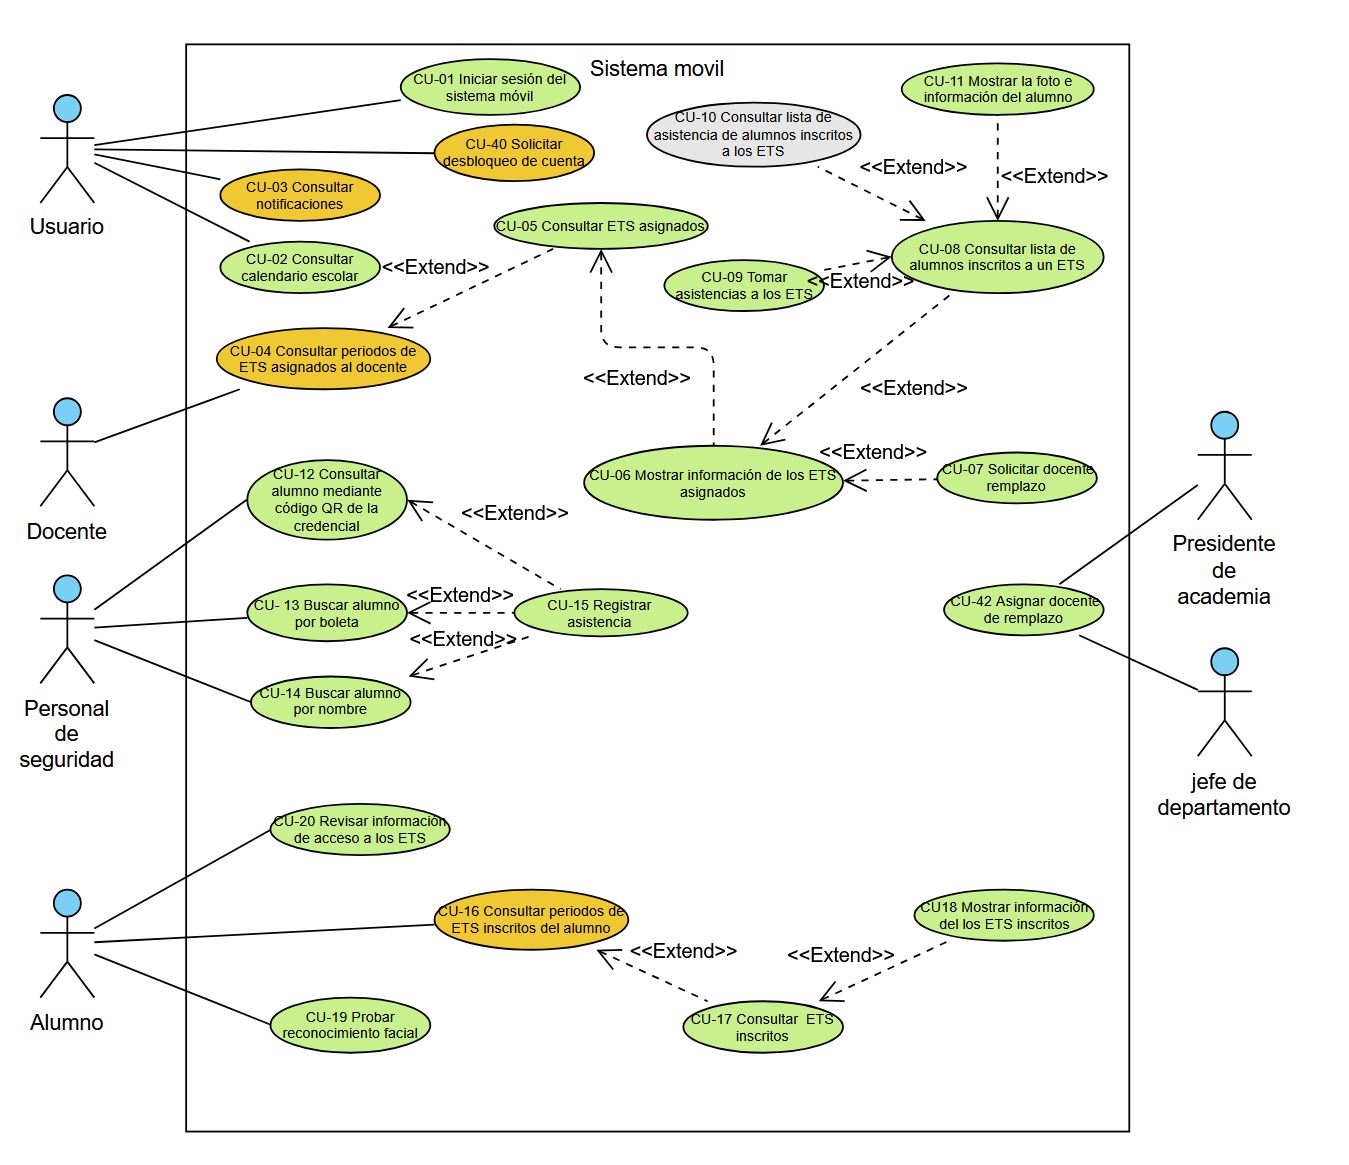 Sistema movil
CU-01 Iniciar sesión del
sistema móvil
CU-11 Mostrar la foto e
información del alumno
CU-10 Consultar lista de
asistencia de alumnos inscritos
a los ETS
CU-40 Solicitar
desbloqueo de cuenta
<<Extend>>
<<Extend>>
CU-03 Consultar
notificaciones
Usuario
CU-05 Consultar ETS asignados
CU-08 Consultar lista de
alumnos inscritos a un ETS
CU-02 Consultar
calendario escolar
<<Extend>>
CU-09 Tomar
asistencias a los ETS
<<Extend>>
CU-04 Consultar periodos de
ETS asignados al docente
<<Extend>>
<<Extend>>
Docente
CU-12 Consultar
alumno mediante
código QR de la
credencial
<<Extend>>
CU-06 Mostrar información de los ETS
asignados
<<Extend>>
CU-07 Solicitar docente
remplazo
Presidente
de
academia
CU- 13 Buscar alumno
por boleta
<<Extend>>
CU-15 Registrar
asistencia
<<Extend>>
CU-42 Asignar docente
de remplazo
CU-14 Buscar alumno
por nombre
Personal
de
seguridad
jefe de
departamento
CU-20 Revisar información
de acceso a los ETS
CU-16 Consultar periodos de
ETS inscritos del alumno
CU18 Mostrar información
del los ETS inscritos
<<Extend>>
<<Extend>>
Alumno
CU-19 Probar
reconocimiento facial
CU-17 Consultar  ETS
inscritos